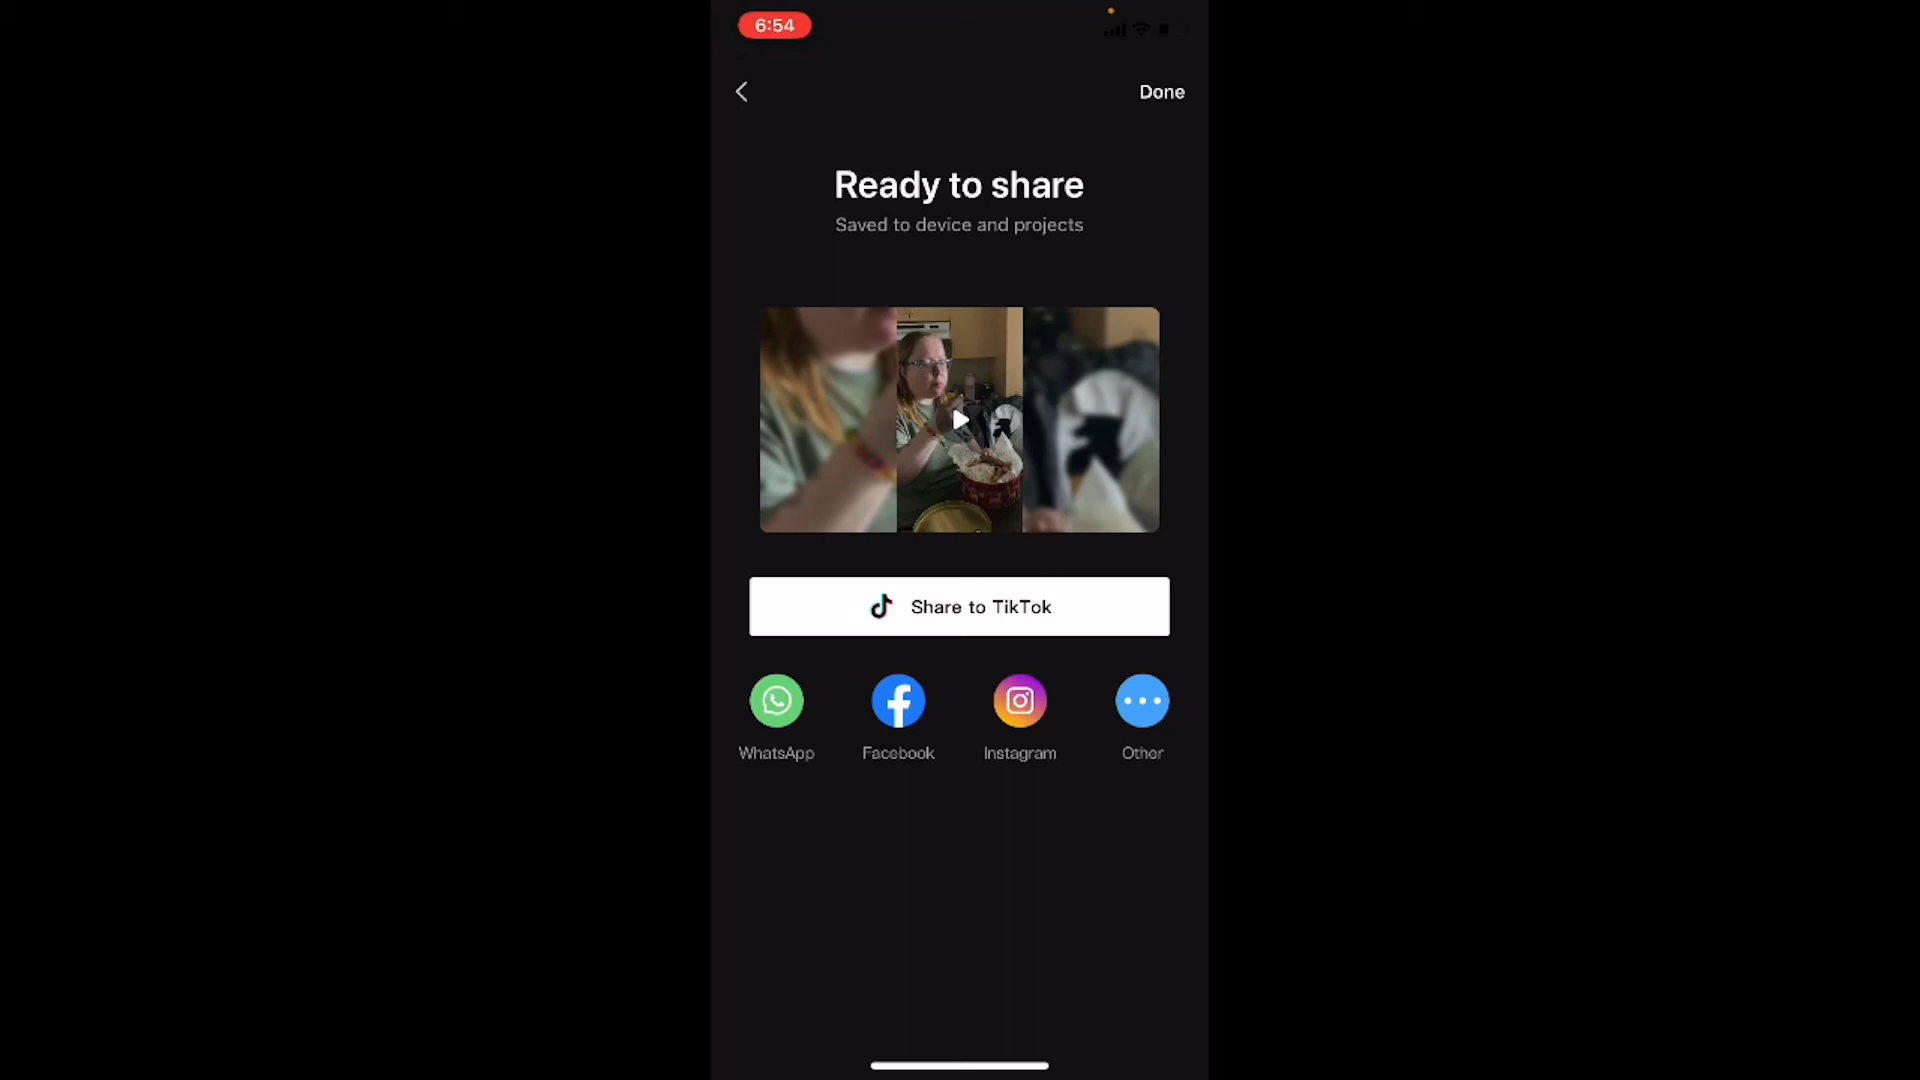 6:54
Done
Ready to share
Saved to device and projects
Share to TikTok
WhatsApp
Facebook
Instagram
Other